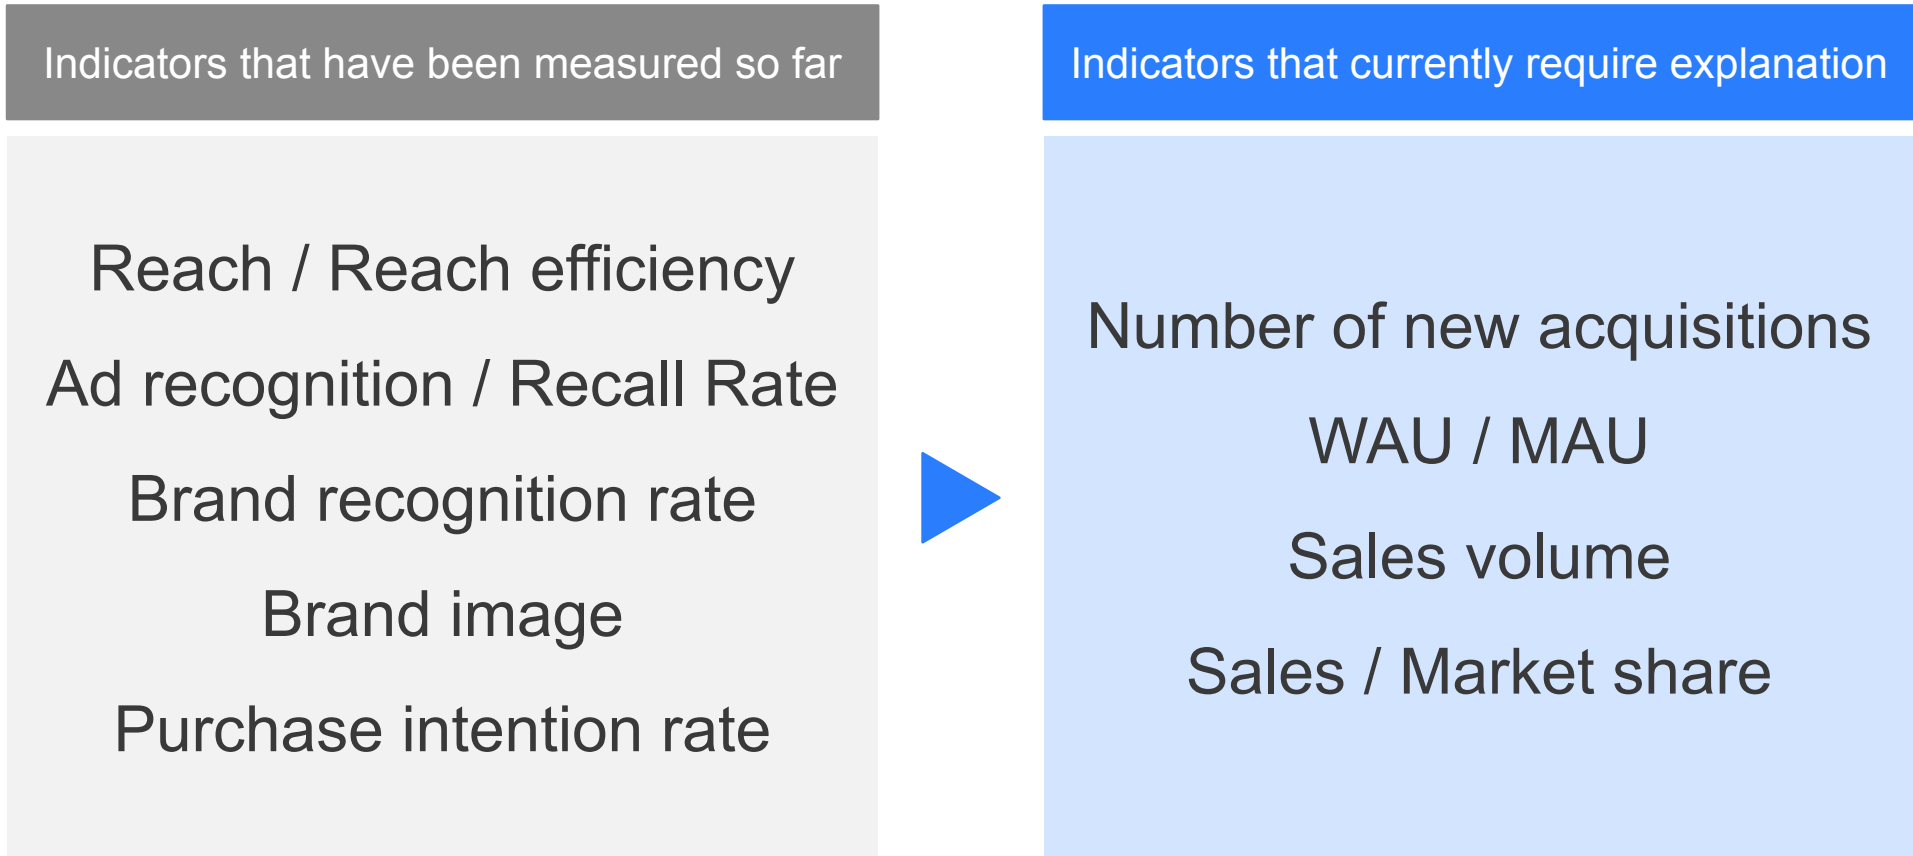 Indicators that have been measured so far
Reach / Reach efficiency
Ad recognition / Recall Rate
Brand recognition rate
Brand image
Purchase intention rate
Indicators that currently require explanation
Number of new acquisitions
WAU / MAU
Sales volume
Sales / Market share